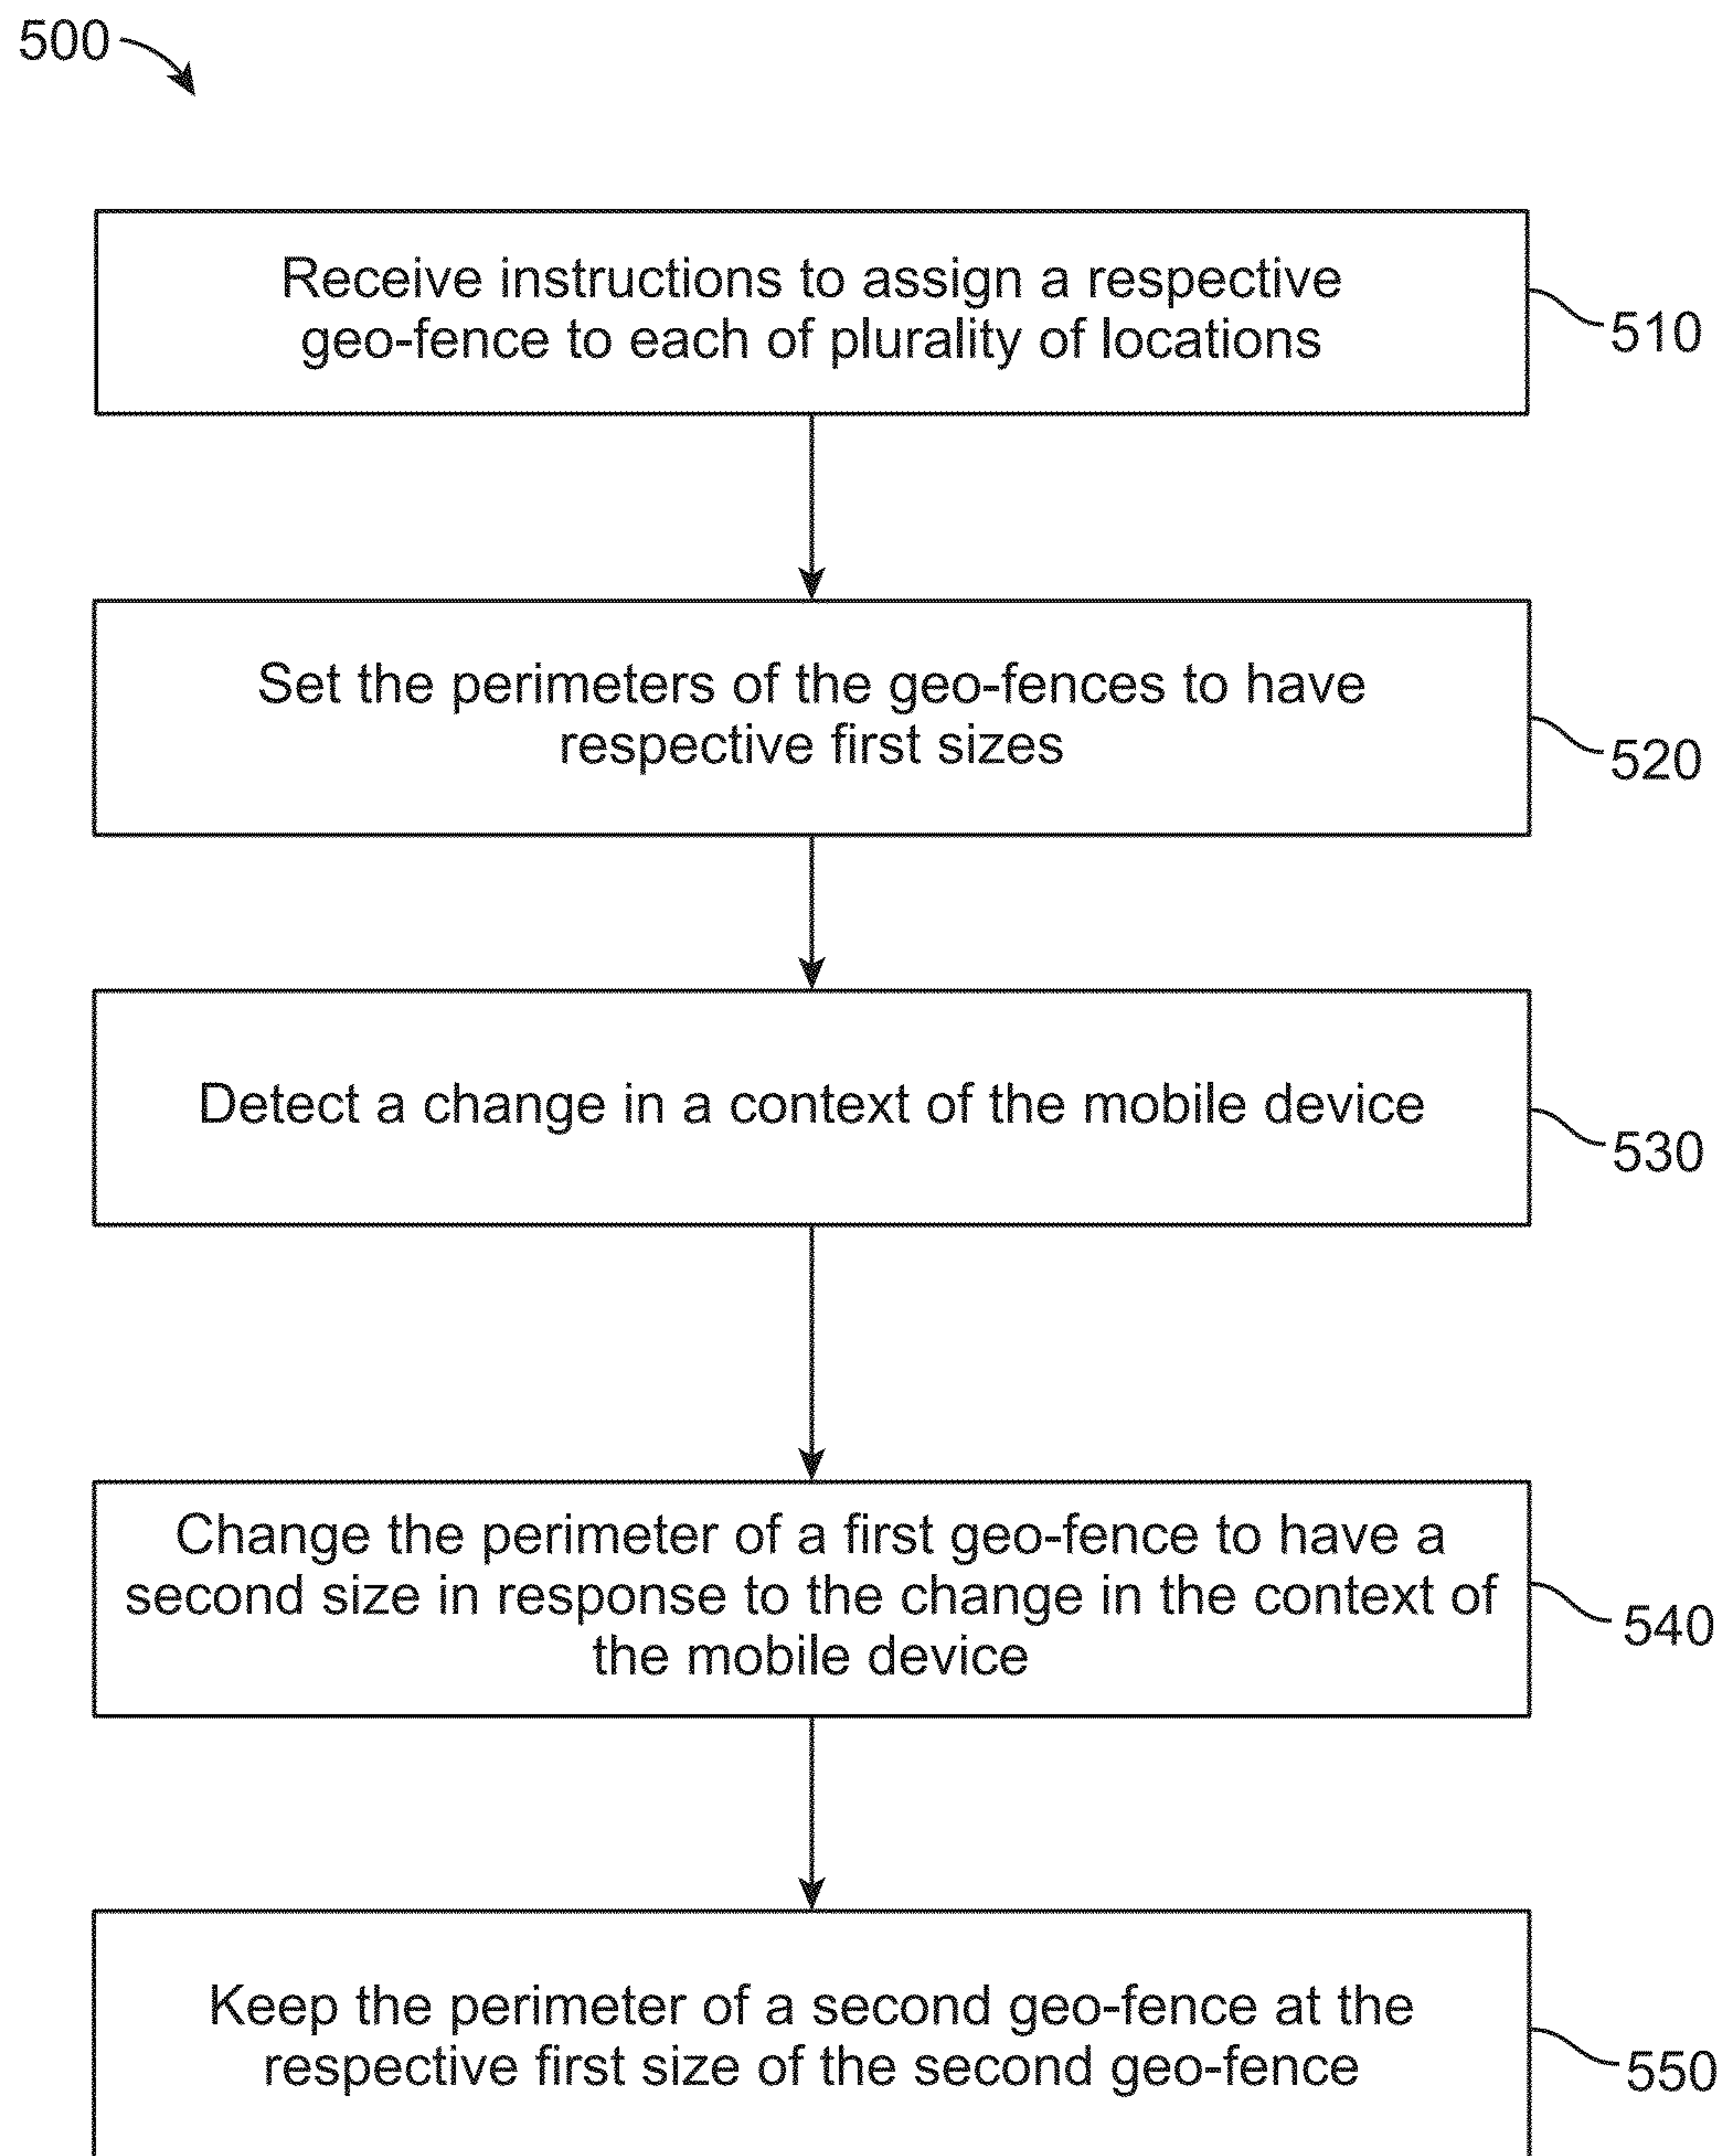 500
Receive instructions to assign a respective
geo-fence to each of plurality of locations
510
Set the perimeters of the geo-fences to have
respective first sizes
520
Detect a change in a context of the mobile device
530
Change the perimeter of a first geo-fence to have a
second size in response to the change in the context of
the mobile device
540
Keep the perimeter of a second geo-fence at the
respective first size of the second geo-fence
550